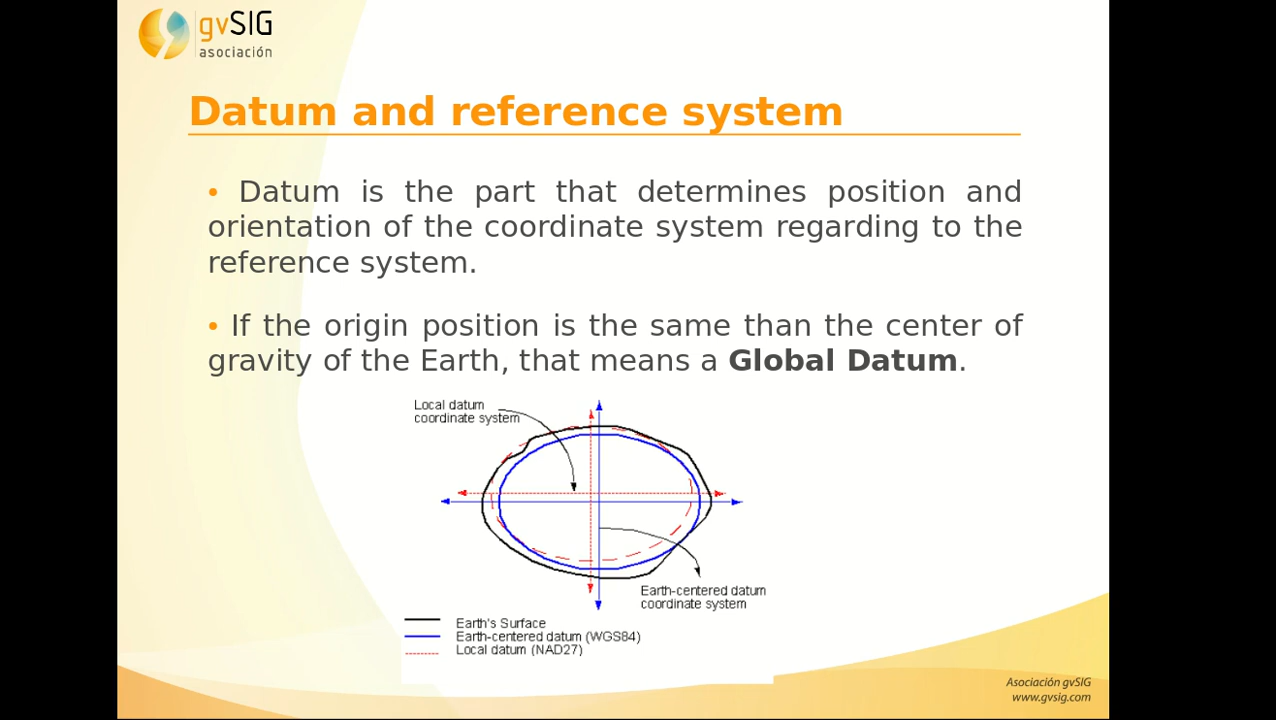 gvSIG
asociación
Datum and reference system
• Datum is the part that determines position and
orientation of the coordinate system regarding to the
reference system.
• If the origin position is the same than the center of
gravity of the Earth, that means a Global Datum.
Local datum
coordinate system
Earth-centered datum
coordinate system
Earth's Surface
Earth-centered datum (WGS84)
Local datum (NAD27)
Asociación gvSIG
www.gvsig.com